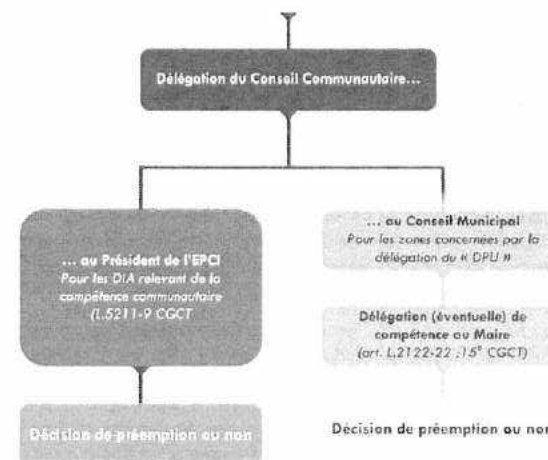 Délégation du Conseil Communautaire...
... au Président de l'EPCI
Pour les DIA relevant de la
compétence communautaire
(L.5211-9 CGCT
Décision de préemption ou non
... au Conseil Municipal
Pour les zones concernées par la
délégation du « DPU »
Délégation (éventuelle) de
compétence au Maire
(art. L.2122-22 ;15° CGCT)
Décision de préemption ou non